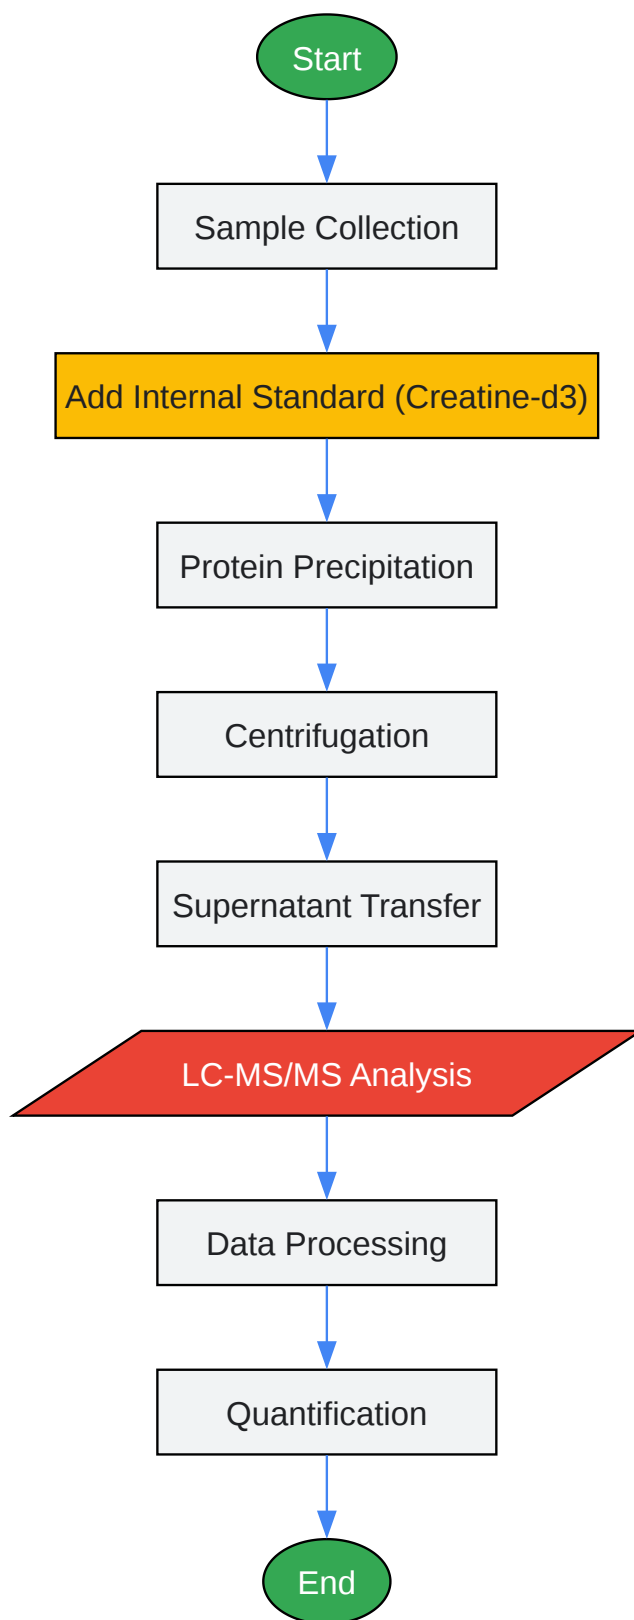 Start
Sample Collection
Add Internal Standard (Creatine-d3)
Protein Precipitation
Centrifugation
Supernatant Transfer
LC-MS/MS Analysis
Data Processing
Quantification
End